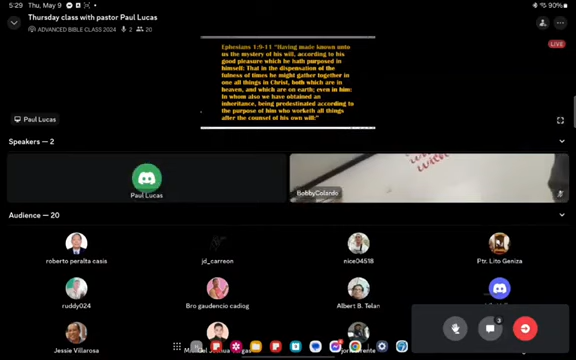 5:29 Thu, May 9
90%
Thursday class with pastor Paul Lucas
ADVANCED BIBLE CLASS 2024 2 20
LIVE
Ephesians 1:9-11 "Having made known unto
us the mystery of his will, according to his
good pleasure which he hath purposed in
himself: That in the dispensation of the
fulness of times he might gather together in
one all things in Christ, both which are in
heaven, and which are on earth; even in him:
In whom also we have obtained an
inheritance, being predestinated according to
the purpose of him who worketh all things
after the counsel of his own will:"
Paul Lucas
Speakers — 2
Paul Lucas
BobbyColando
with
Audience — 20
roberto peralta casis
jd_carreon
nice04518
Ptr. Lito Geniza
ruddy024
Bro gaudencio cading
Albert B. Telan
3
Jessie Villarosa